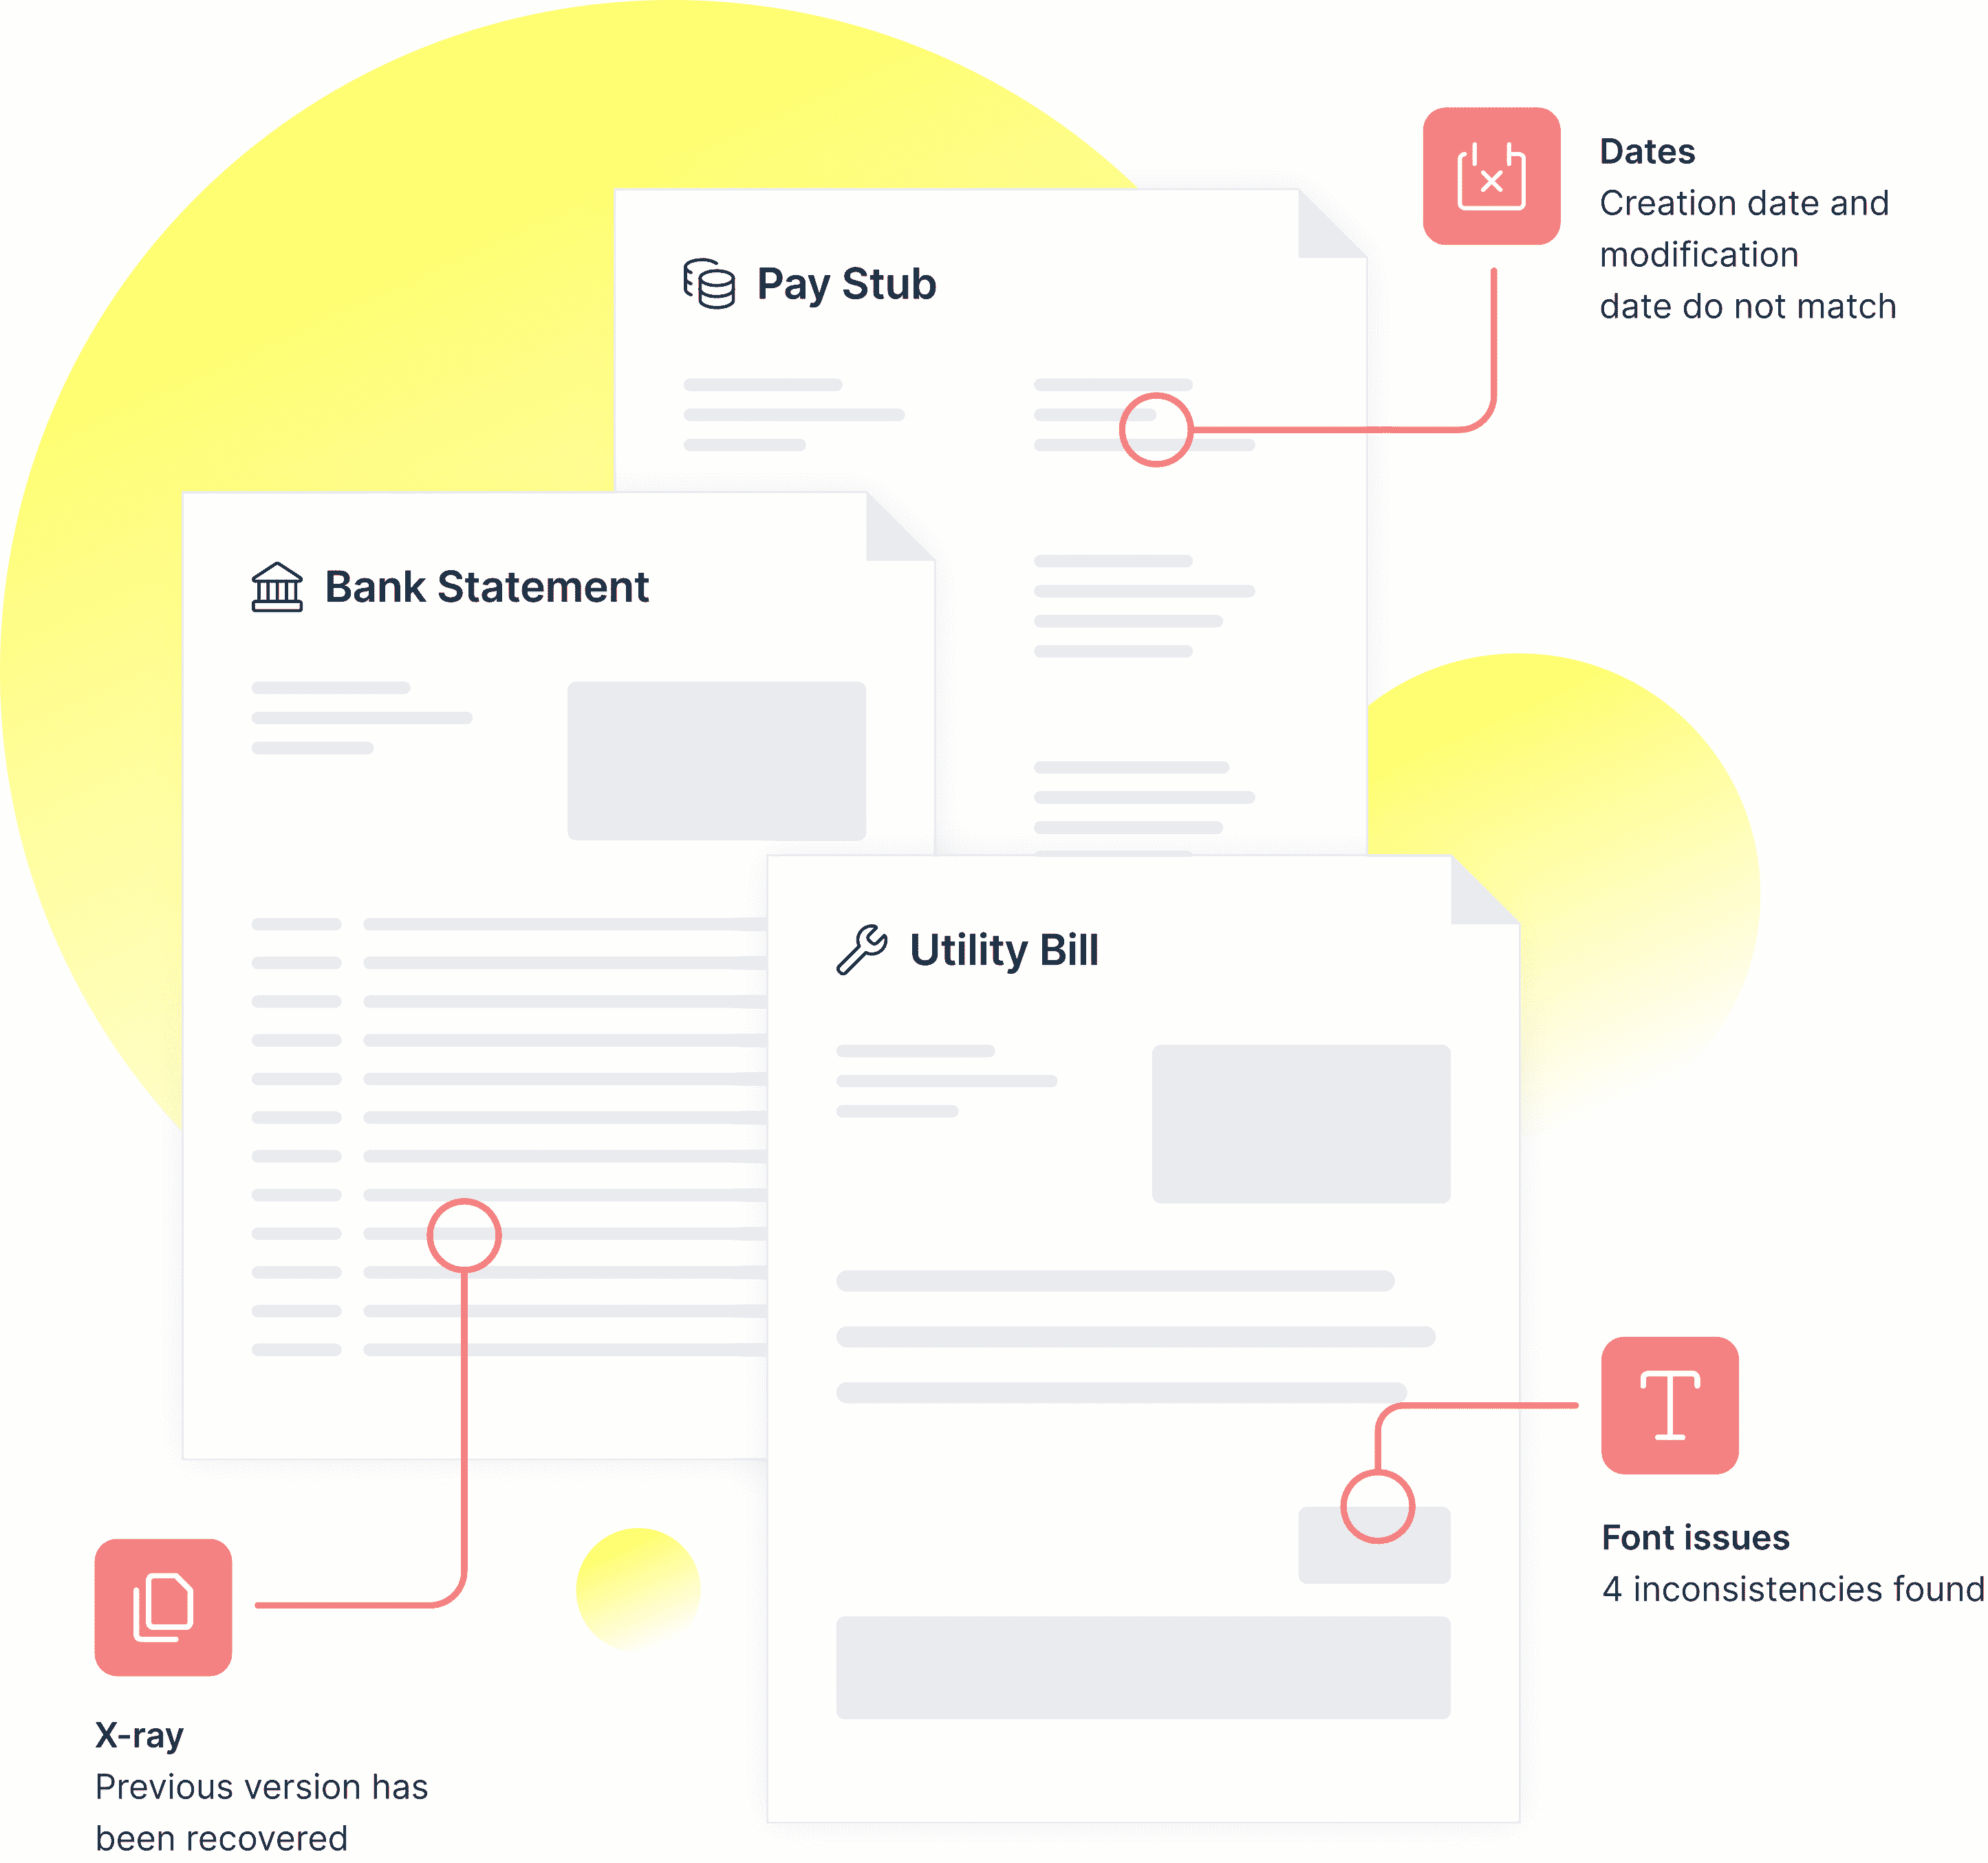 Dates
Creation date and
modification
date do not match
Pay Stub
Bank Statement
Utility Bill
Font issues
4 inconsistencies found
X-ray
Previous version has
been recovered